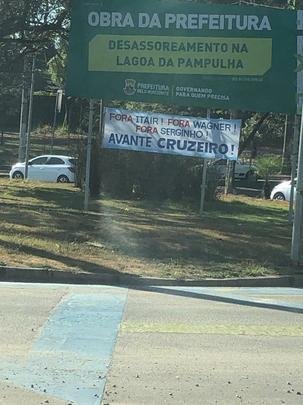 OBRA DA PREFEITURA
DESASSOREAMENTO NA
LAGOA DA PAMPULHA
PREFEITURA
BELO HORIZONTE
GOVERNANDO
PARA QUEM PRECISA
FORA ITAIR! FORA WAGNER!
FORA SERGINHO!
AVANTE CRUZEIRO!